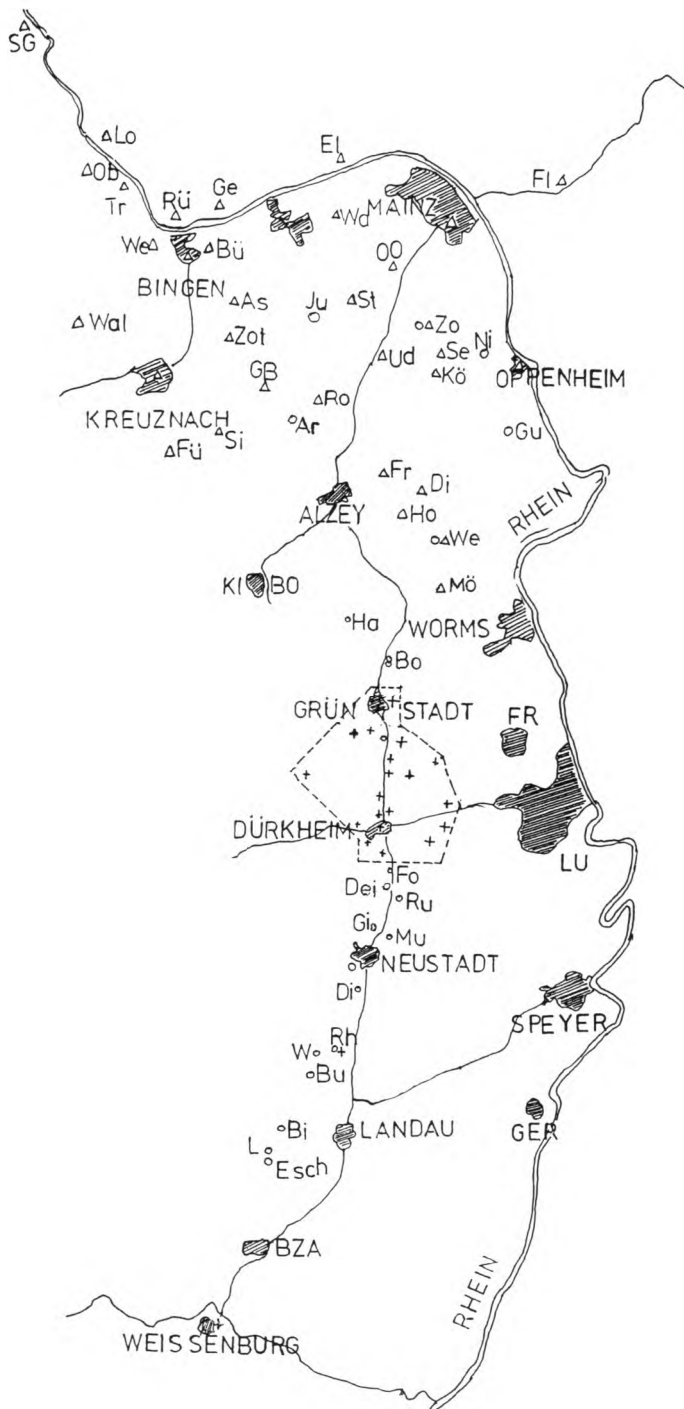 SG
Lo
El
Ob
Tr
Fl
Rü
Ge
Wd
MAINZ
We
Bü
OO
BINGEN
As
Ju
St
Wal
Zot
Zo
Ud
Se
Ni
GB
Kö
OPPENHEIM
KREUZNACH
Ro
Ar
Si
Gu
Fü
Fr
Di
ALZEY
Ho
RHEIN
We
KI BO
Mö
Ha
WORMS
Bo
GRÜN STADT
FR
DÜRKHEIM
LU
Fo
Dei
Ru
Gi
Mu
NEUSTADT
Di
SPEYER
Rh
W
Bu
Bi
LANDAU
GER
L
Esch
BZA
RHEIN
WEISSENBURG